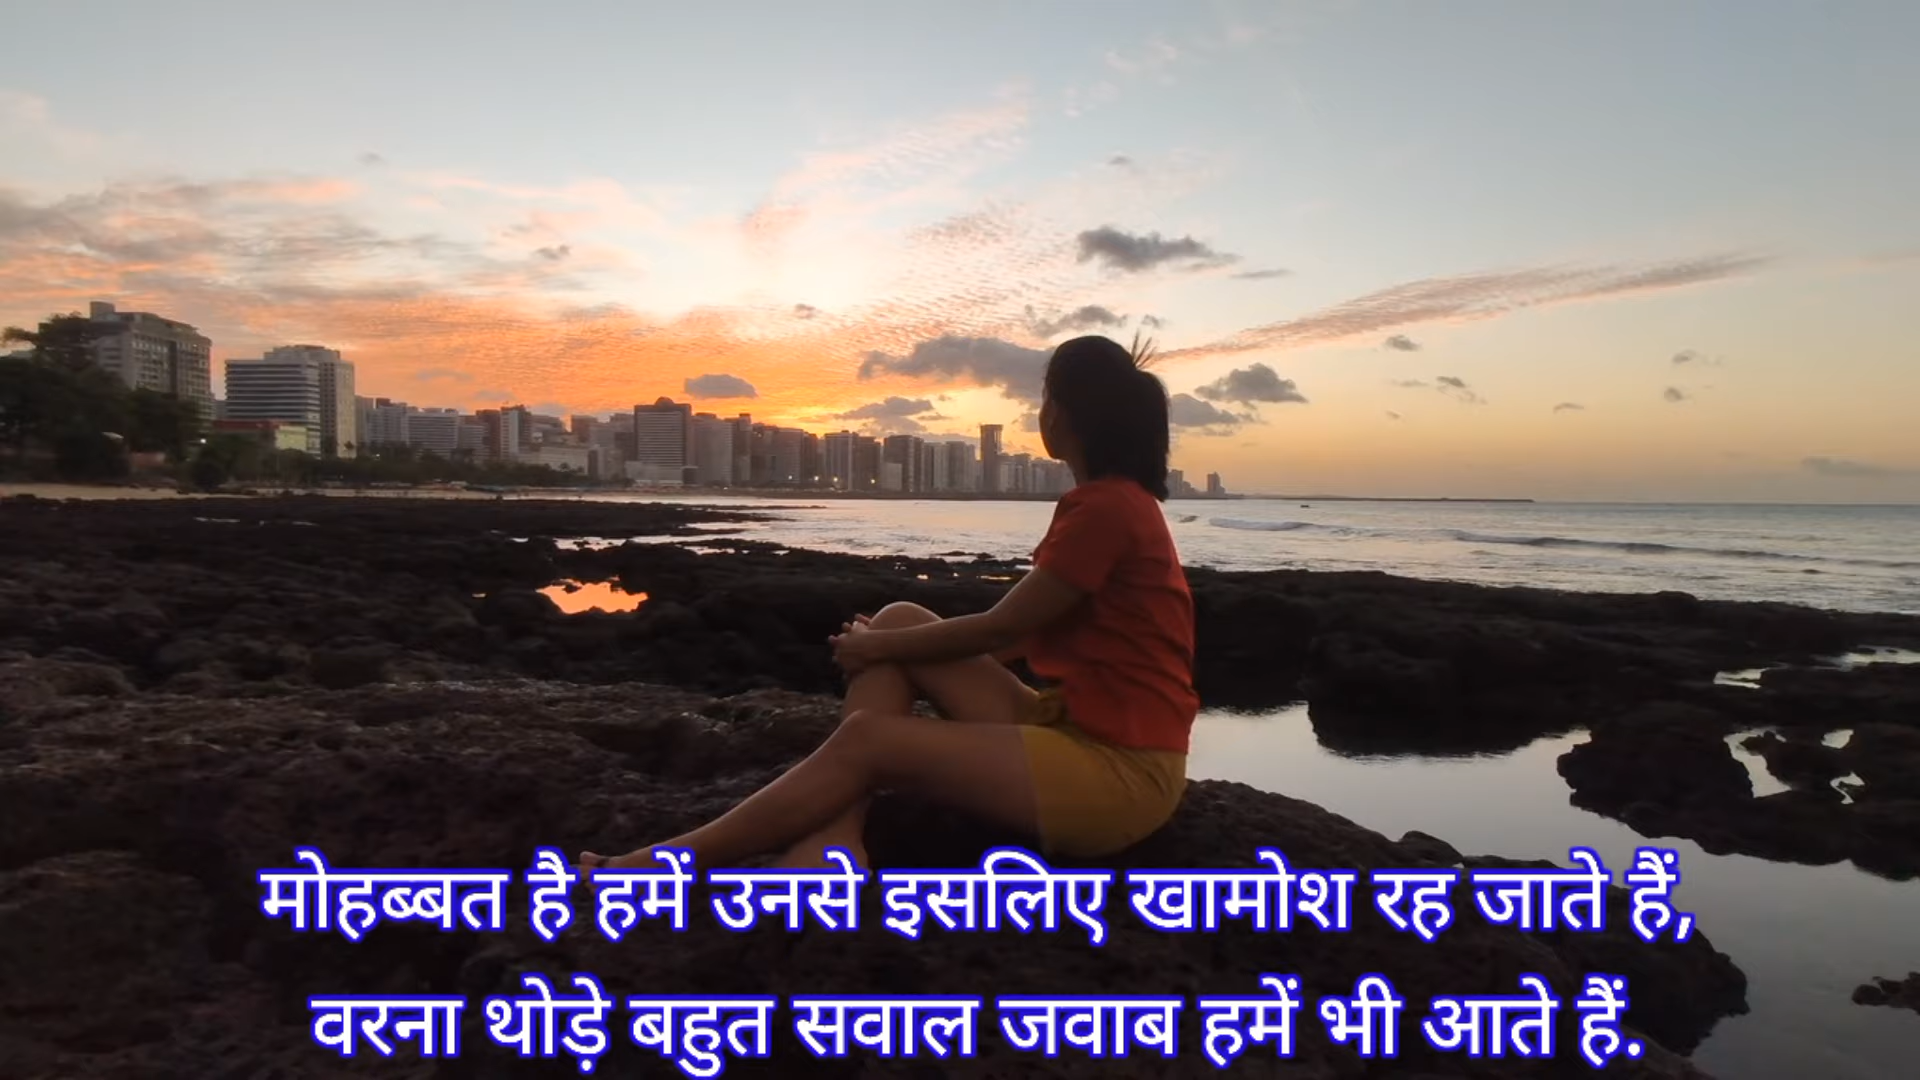 मोहब्बत है हमें उनसे इसलिए खामोश रह जाते हैं,
वरना थोड़े बहुत सवाल जवाब हमें भी आते हैं.